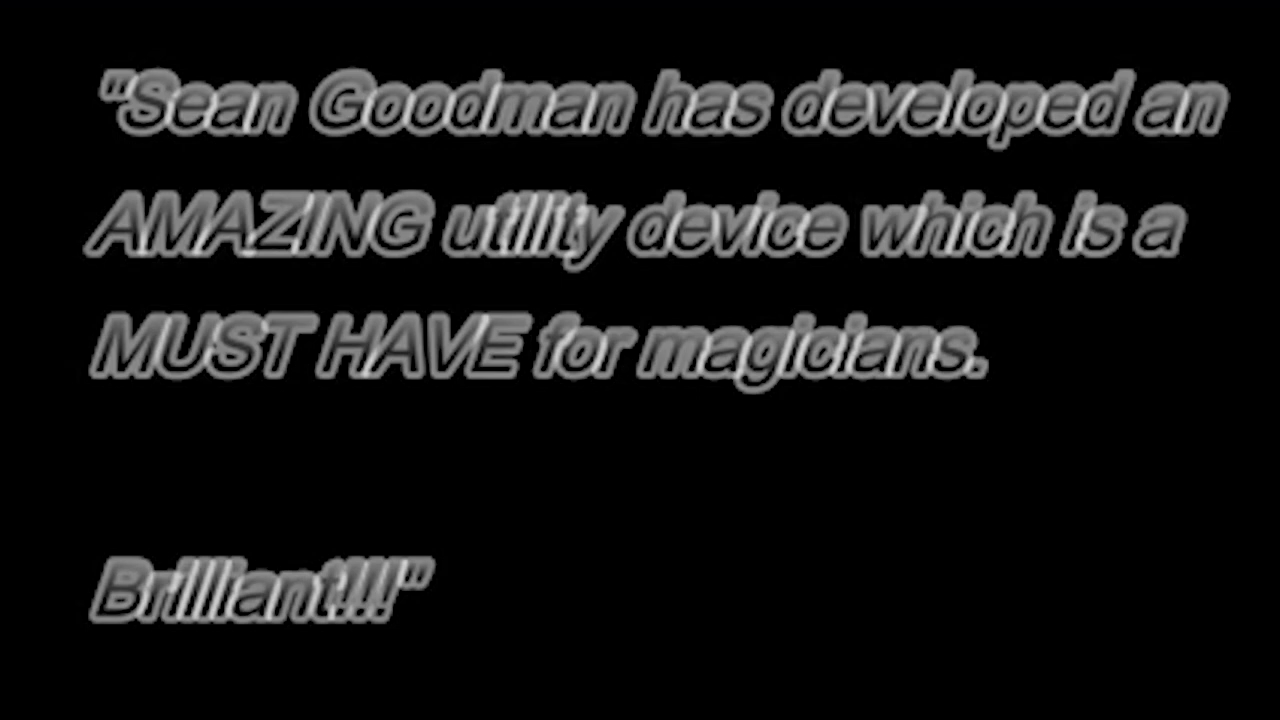 "Sean Goodman has developed an
AMAZING utility device which is a
MUST HAVE for magicians.
Brilliant!!!"